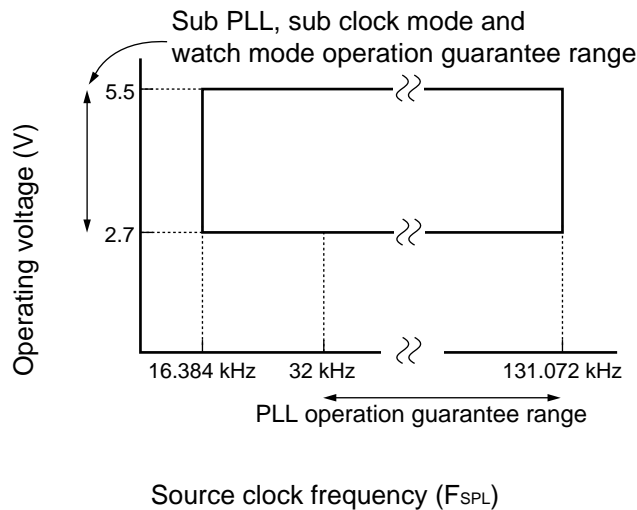 Sub PLL, sub clock mode and
watch mode operation guarantee range
5.5
Operating voltage (V)
2.7
16.384 kHz
32 kHz
131.072 kHz
PLL operation guarantee range
Source clock frequency (FSPL)